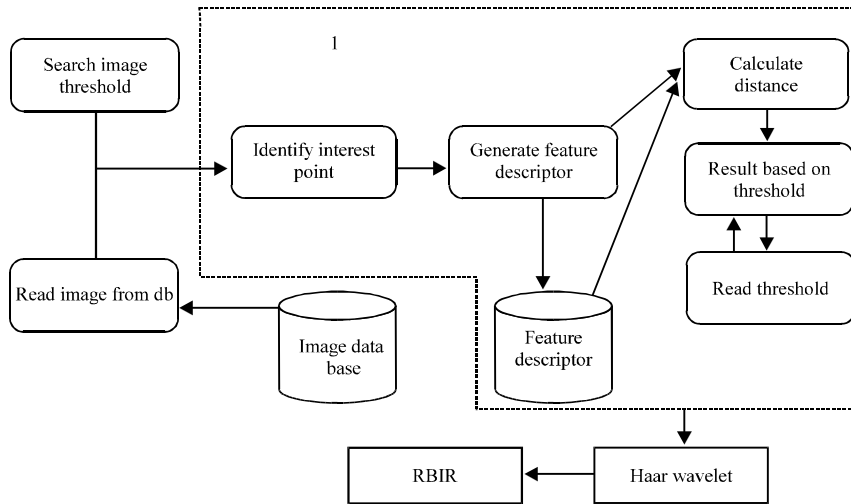 1
Search image
threshold
Calculate
distance
Identify interest
point
Generate feature
descriptor
Result based on
threshold
Read image from db
Read threshold
Image data
base
Feature
descriptor
RBIR
Haar wavelet